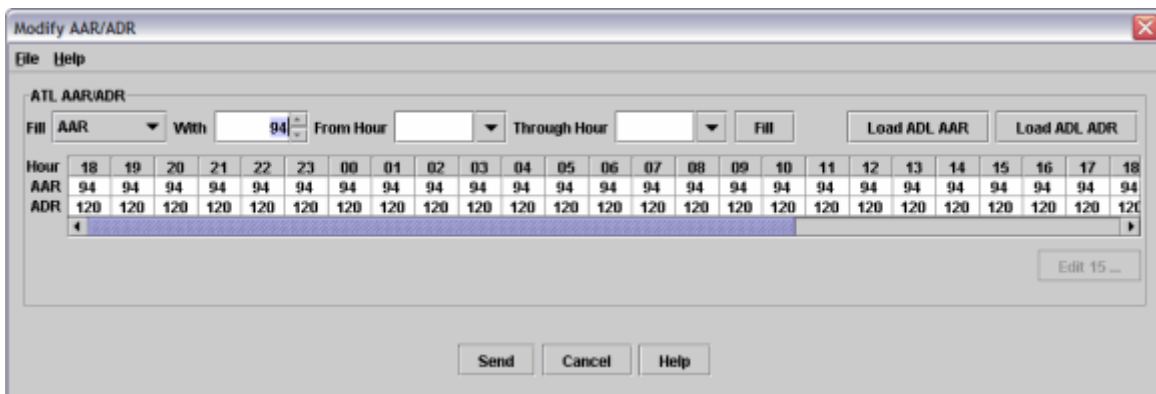 Modify AAR/ADR
File Help
ATL AAR/ADR
Fill AAR With 94 From Hour Through Hour Fill Load ADL AAR Load ADL ADR
Hour 18 19 20 21 22 23 00 01 02 03 04 05 06 07 08 09 10 11 12 13 14 15 16 17 18
AAR 94 94 94 94 94 94 94 94 94 94 94 94 94 94 94 94 94 94 94 94 94 94 94 94 94
ADR 120 120 120 120 120 120 120 120 120 120 120 120 120 120 120 120 120 120 120 120 120 120 120 120 120
Edit 15 ...
Send Cancel Help